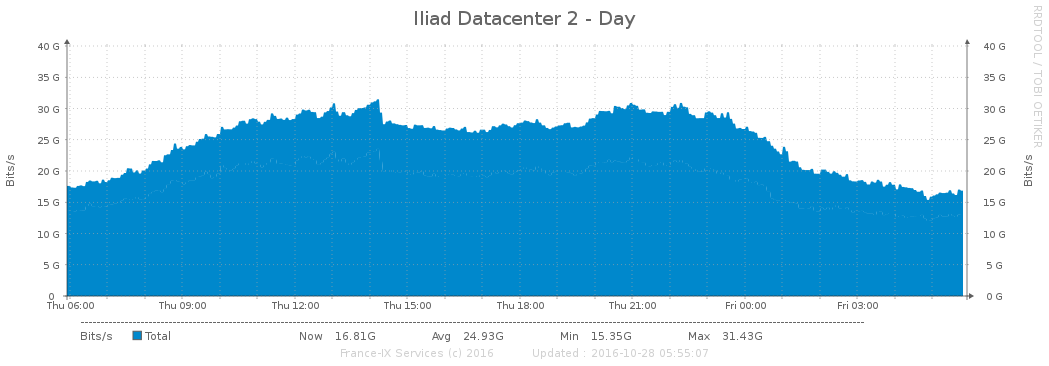 Iliad Datacenter 2 - Day
RRDTOOL / TOBI OETIKER
40 G 40 G
35 G 35 G
30 G 30 G
25 G 25 G
20 G 20 G
15 G 15 G
10 G 10 G
5 G 5 G
0 0 G
Bits/s
Bits/s
Thu 06:00 Thu 09:00 Thu 12:00 Thu 15:00 Thu 18:00 Thu 21:00 Fri 00:00 Fri 03:00
Bits/s Total Now 16.81G Avg 24.93G Min 15.35G Max 31.43G
France-IX Services (c) 2016 Updated : 2016-10-28 05:55:07